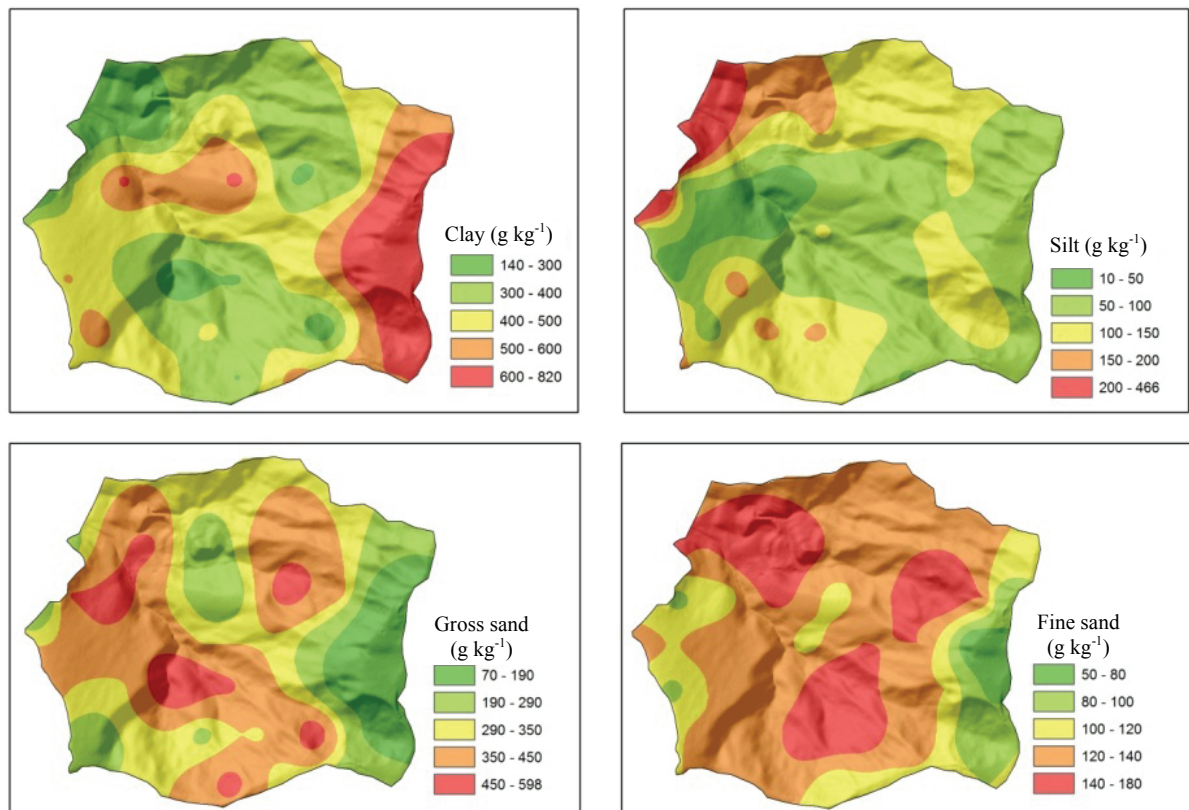 Clay (g kg-1)
140 - 300
300 - 400
400 - 500
500 - 600
600 - 820
Silt (g kg-1)
10 - 50
50 - 100
100 - 150
150 - 200
200 - 466
Gross sand
(g kg-1)
70 - 190
190 - 290
290 - 350
350 - 450
450 - 598
Fine sand
(g kg-1)
50 - 80
80 - 100
100 - 120
120 - 140
140 - 180